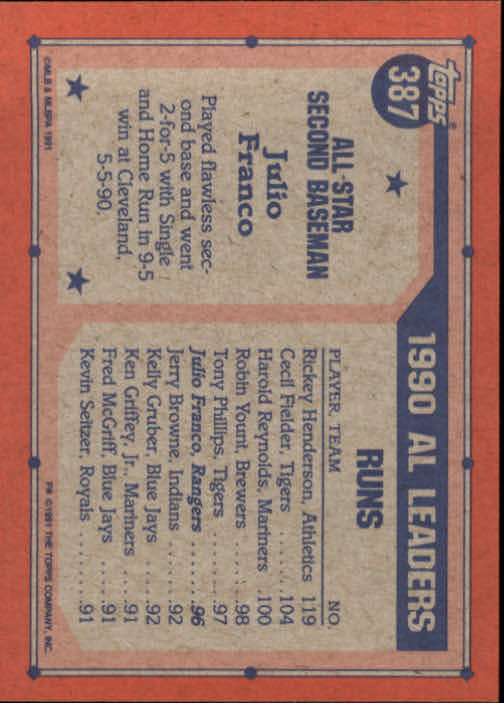 topps®
387
ALL-STAR
SECOND BASEMAN
Julio
Franco
Played flawless sec-
ond base and went
2-for-5 with Single
and Home Run in 9-5
win at Cleveland,
5-5-90.
1990 AL LEADERS
RUNS
PLAYER, TEAM NO.
Rickey Henderson, Athletics 119
Cecil Fielder, Tigers ....... 104
Harold Reynolds, Mariners .100
Robin Yount, Brewers ...... 98
Tony Phillips, Tigers ....... 97
Julio Franco, Rangers ...... 96
Jerry Browne, Indians ...... 92
Kelly Gruber, Blue Jays .... 92
Ken Griffey, Jr., Mariners ... 91
Fred McGriff, Blue Jays .... 91
Kevin Seitzer, Royals ...... 91
©MLB & MLBPA 1991
P# ©1991 THE TOPPS COMPANY, INC.